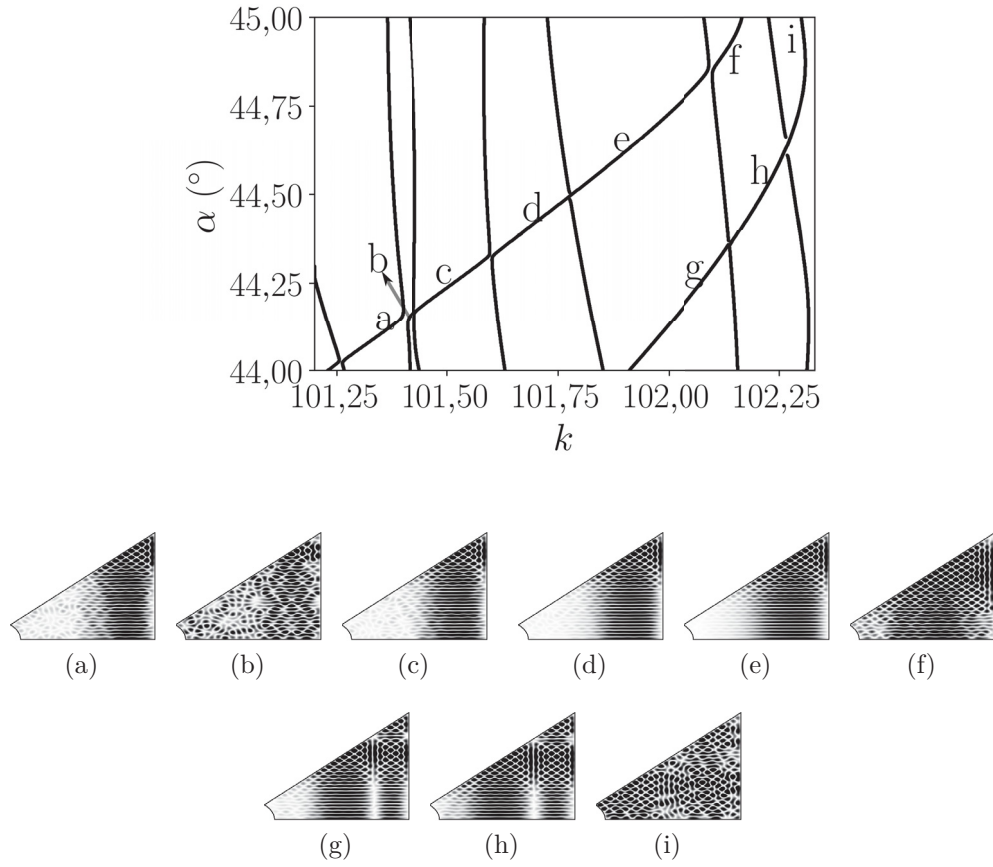 45,00
44,75
44,50
44,25
44,00
α (°)
a
b
c
d
e
f
g
h
i
101,25 101,50 101,75 102,00 102,25
k
(a) (b) (c) (d) (e) (f)
(g) (h) (i)